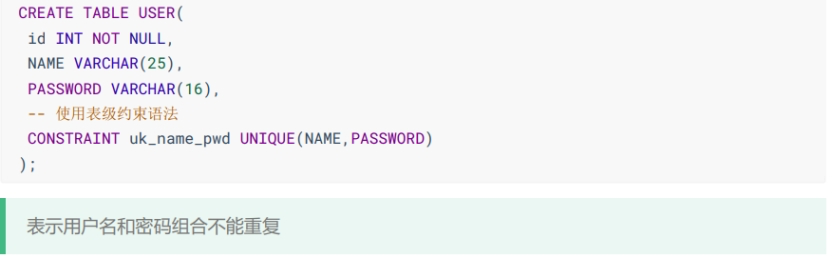 CREATE TABLE USER(
id INT NOT NULL,
NAME VARCHAR(25),
PASSWORD VARCHAR(16),
-- 使用表级约束语法
CONSTRAINT uk_name_pwd UNIQUE(NAME,PASSWORD)
);
表示用户名和密码组合不能重复